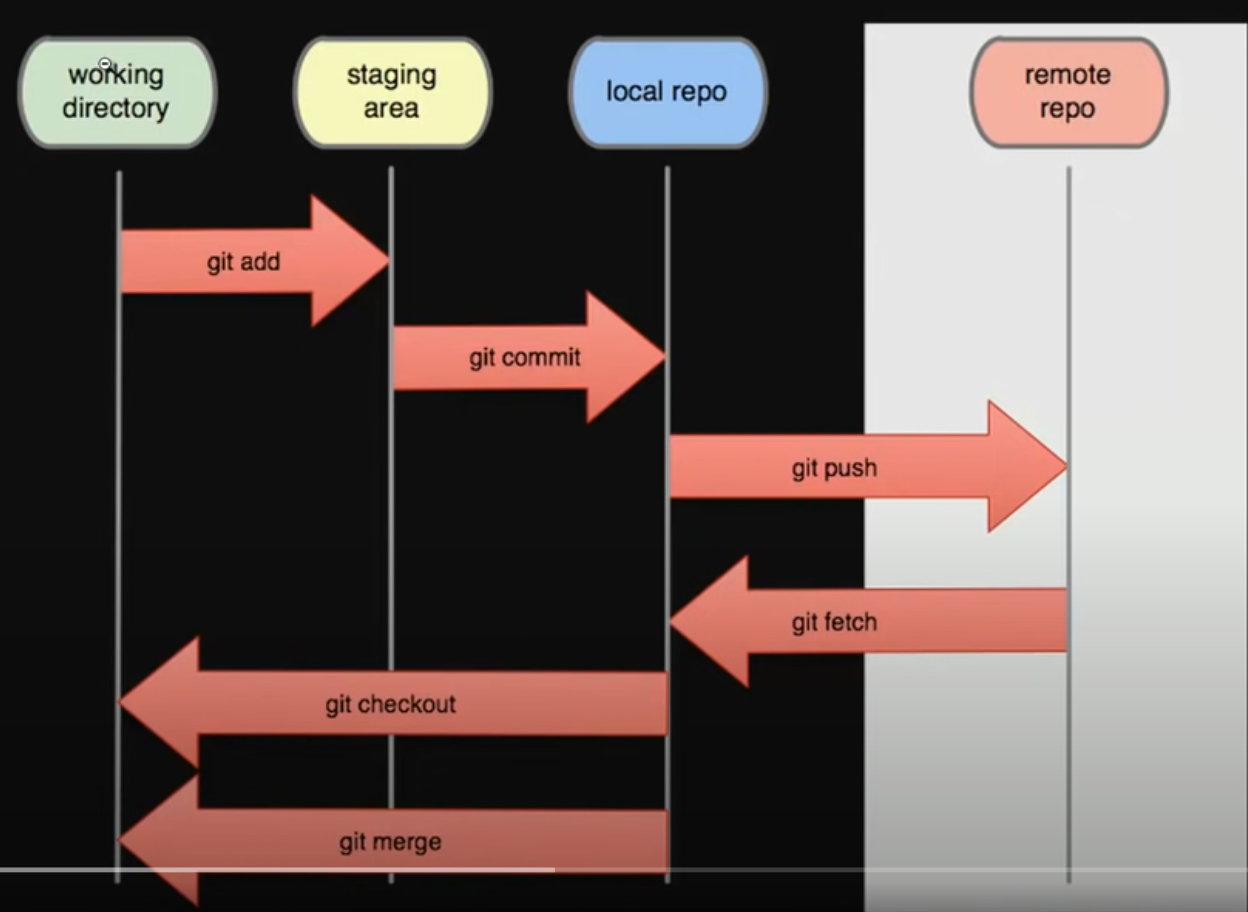 working
directory
staging
area
local repo
remote
repo
git add
git commit
git push
git fetch
git checkout
git merge